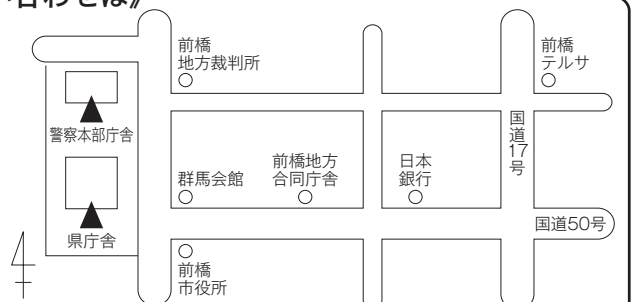 合わせは》
前橋
地方裁判所
前橋
テルサ
警察本部庁舎
国道17号
群馬会館
前橋地方
合同庁舎
日本
銀行
県庁舎
国道50号
前橋
市役所